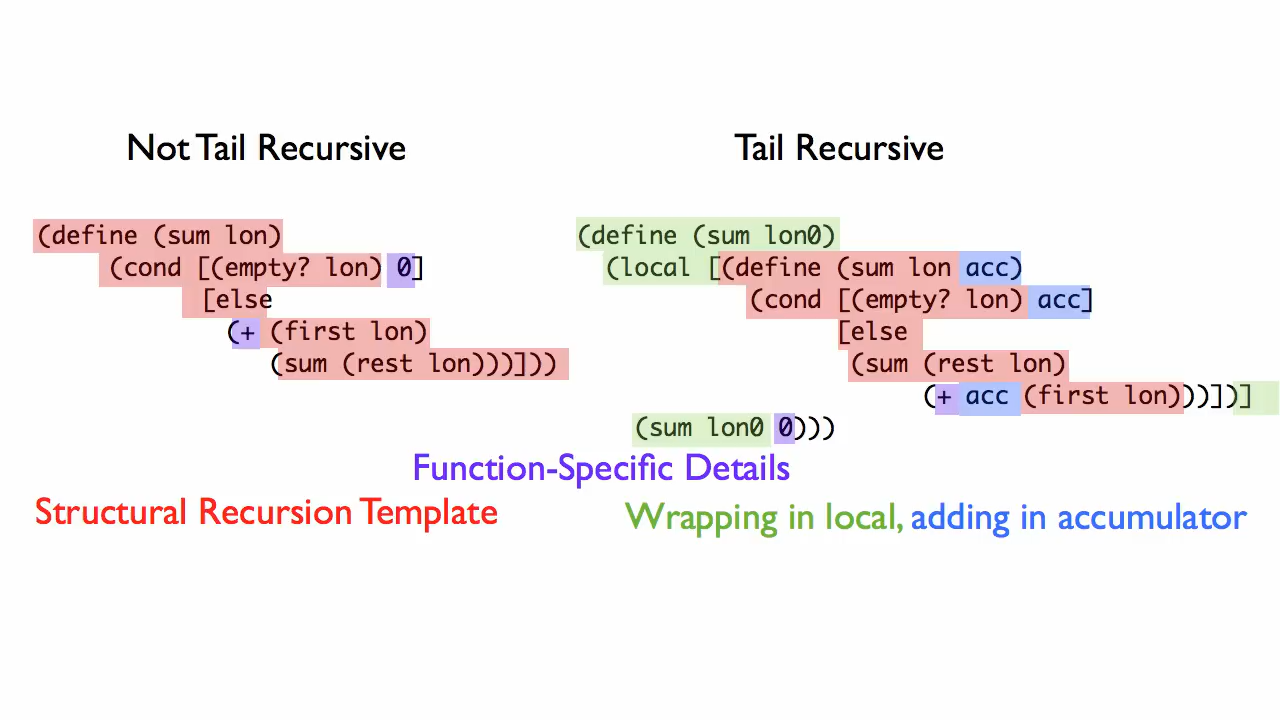 Not Tail Recursive
(define (sum lon)
(cond [(empty? lon) 0]
[else
(+ (first lon)
(sum (rest lon)))]))
Tail Recursive
(define (sum lon0)
(local [(define (sum lon acc)
(cond [(empty? lon) acc]
[else
(sum (rest lon)
(+ acc (first lon)))])]
(sum lon0 0)))
Function-Specific Details
Structural Recursion Template
Wrapping in local, adding in accumulator